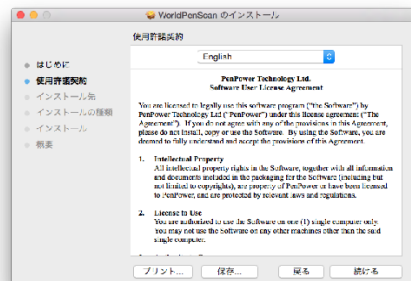 WorldPenScan のインストール
使用許諾契約
はじめに
使用許諾契約
インストール先
インストールの種類
インストール
概要
English
PenPower Technology Ltd.
Software User License Agreement
You are licensed to legally use this software program ("the Software") by
PenPower Technology Ltd ("PenPower") under this license agreement ("The
Agreement"). If you do not agree with any of the provisions in this Agreement,
please do not install, copy or use the Software. By using the Software, you are
deemed to fully understand and accept the provisions of this Agreement.
1. Intellectual Property
All intellectual property rights in the Software, together with all information
and documents included in the packaging for the Software (including but
not limited to copyrights), are property of PenPower or have been licensed
to PenPower, and are protected by relevant laws and regulations.
2. License to Use
You are authorized to use the Software on one (1) single computer only.
You may not use the Software on any other machines other than the said
single computer.
プリント...
保存...
戻る
続ける